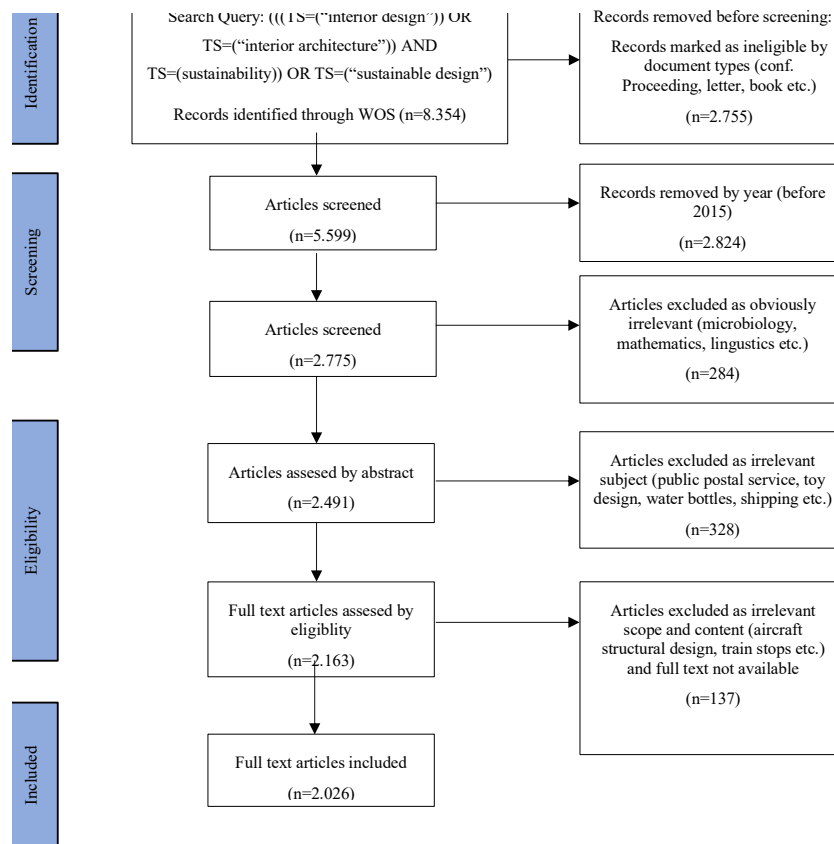 Identification
Search Query: (((TS=("interior design")) OR
TS=("interior architecture")) AND
TS=(sustainability)) OR TS=("sustainable design")
Records identified through WOS (n=8.354)
Records removed before screening:
Records marked as ineligible by
document types (conf.
Proceeding, letter, book etc.)
(n=2.755)
Screening
Articles screened
(n=5.599)
Records removed by year (before
2015)
(n=2.824)
Articles screened
(n=2.775)
Articles excluded as obviously
irrelevant (microbiology,
mathematics, lingustics etc.)
(n=284)
Eligibility
Articles assesed by abstract
(n=2.491)
Articles excluded as irrelevant
subject (public postal service, toy
design, water bottles, shipping etc.)
(n=328)
Full text articles assesed by
eligiblity
(n=2.163)
Articles excluded as irrelevant
scope and content (aircraft
structural design, train stops etc.)
and full text not available
(n=137)
Included
Full text articles included
(n=2.026)